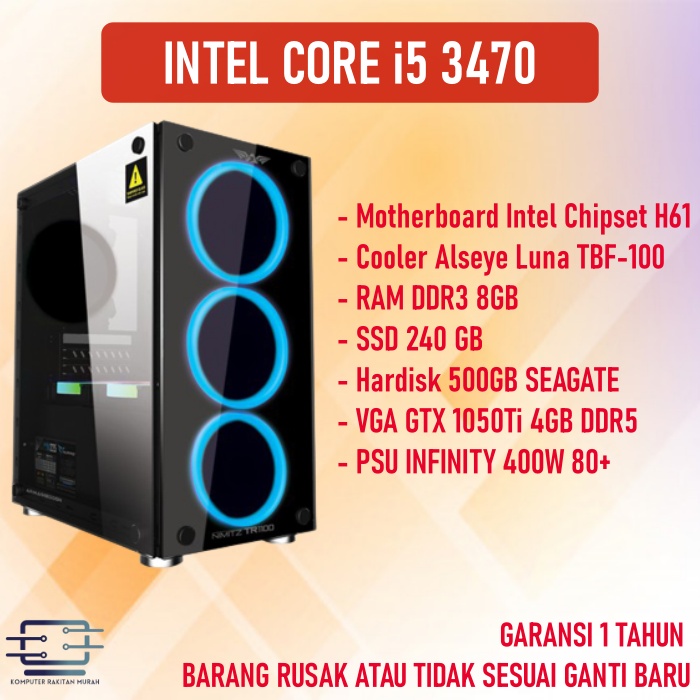 INTEL CORE i5 3470
- Motherboard Intel Chipset H61
- Cooler Alseye Luna TBF-100
- RAM DDR3 8GB
- SSD 240 GB
- Hardisk 500GB SEAGATE
- VGA GTX 1050Ti 4GB DDR5
- PSU INFINITY 400W 80+
NIMITZ TR1100
KOMPUTER RAKITAN MURAH
GARANSI 1 TAHUN
BARANG RUSAK ATAU TIDAK SESUAI GANTI BARU